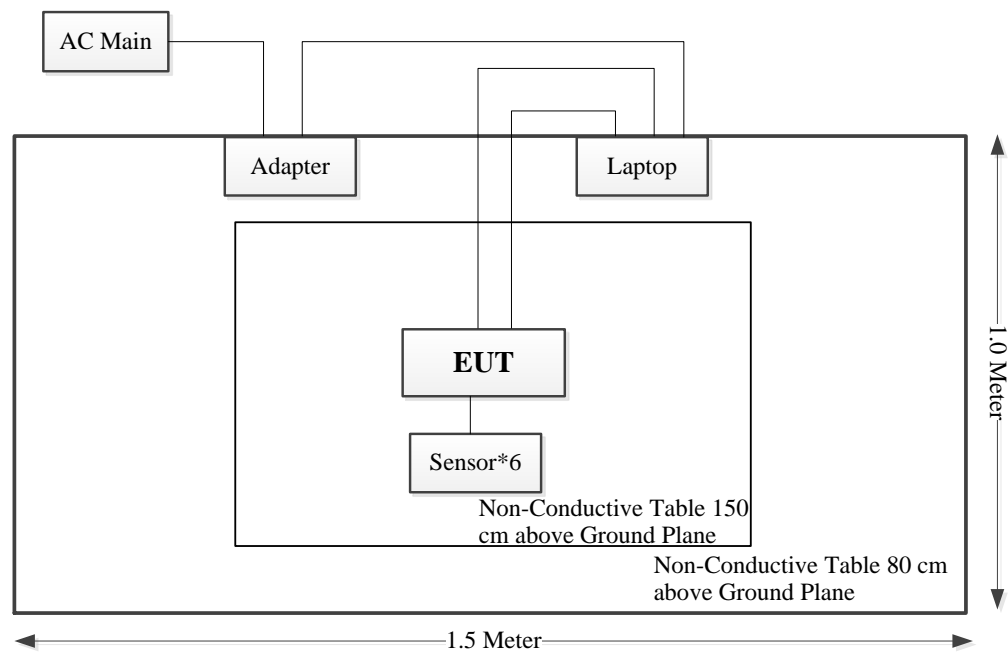 AC Main
Adapter
Laptop
EUT
Sensor*6
Non-Conductive Table 150
cm above Ground Plane
Non-Conductive Table 80 cm
above Ground Plane
1.0 Meter
1.5 Meter